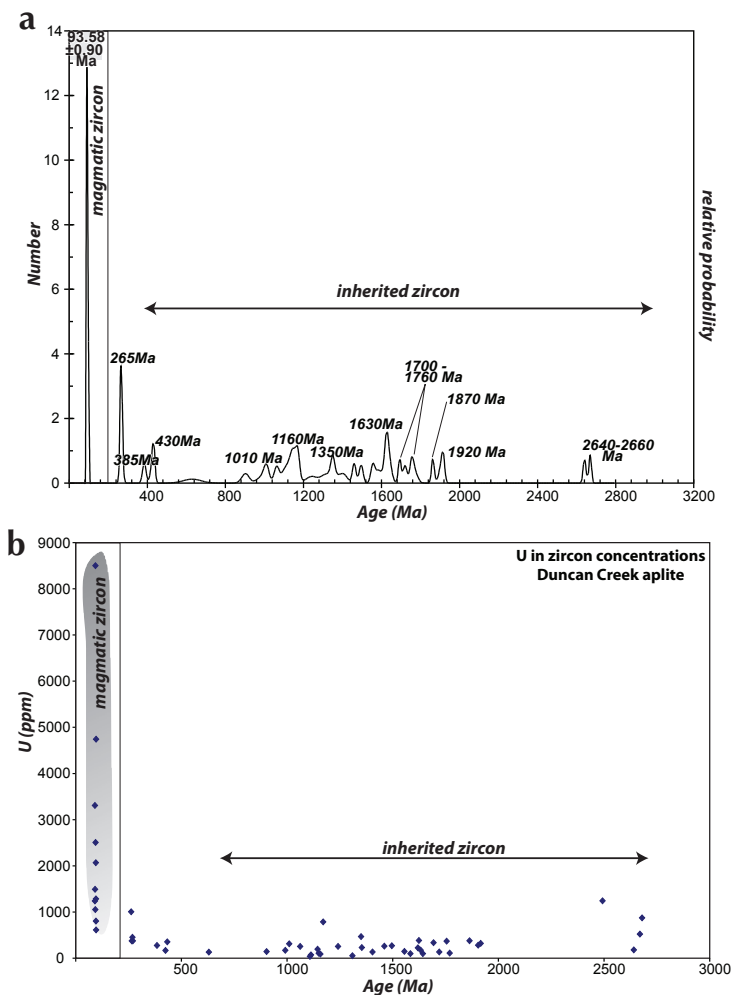 a
14
93.58
±0.90
Ma
12
10
8
6
4
2
0
Number
magmatic zircon
relative probability
inherited zircon
265Ma
385Ma
430Ma
1010 Ma
1160Ma
1350Ma
1630Ma
1700 -
1760 Ma
1870 Ma
1920 Ma
2640-2660
Ma
400 800 1200 1600 2000 2400 2800 3200
Age (Ma)
b
9000
8000
7000
6000
5000
4000
3000
2000
1000
0
U (ppm)
magmatic zircon
U in zircon concentrations
Duncan Creek aplite
inherited zircon
500 1000 1500 2000 2500 3000
Age (Ma)